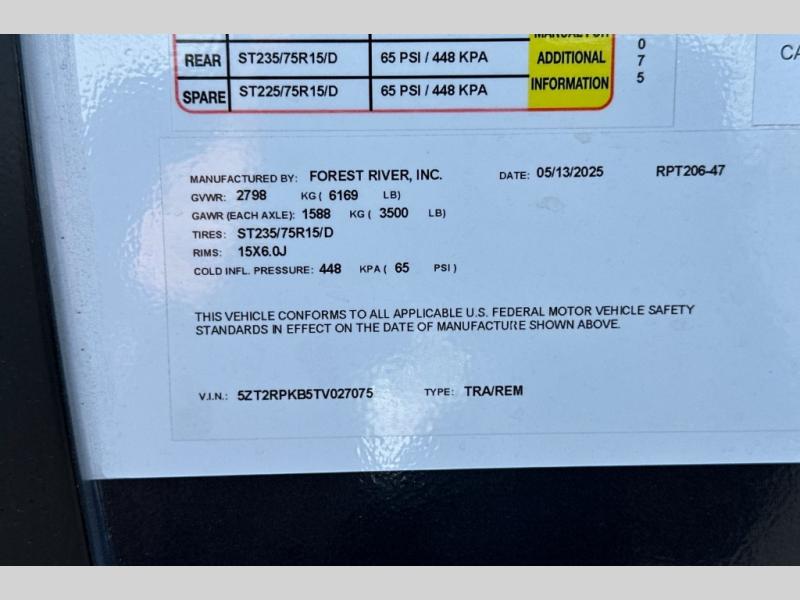 MANUAL FOR
REAR ST235/75R15/D 65 PSI / 448 KPA ADDITIONAL
SPARE ST225/75R15/D 65 PSI / 448 KPA INFORMATION
0
7
5
CA
MANUFACTURED BY: FOREST RIVER, INC. DATE: 05/13/2025 RPT206-47
GVWR: 2798 KG ( 6169 LB)
GAWR (EACH AXLE): 1588 KG ( 3500 LB)
TIRES: ST235/75R15/D
RIMS: 15X6.0J
COLD INFL. PRESSURE: 448 KPA ( 65 PSI )
THIS VEHICLE CONFORMS TO ALL APPLICABLE U.S. FEDERAL MOTOR VEHICLE SAFETY
STANDARDS IN EFFECT ON THE DATE OF MANUFACTURE SHOWN ABOVE.
V.I.N.: 5ZT2RPKB5TV027075 TYPE: TRA/REM